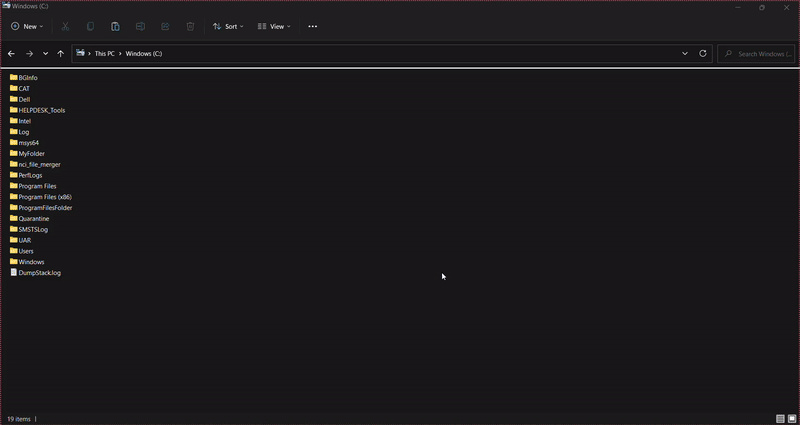 Windows (C:)
New Sort View
This PC > Windows (C:) Search Windows (...
BGInfo
CAT
Dell
HELPDESK_Tools
Intel
Log
msys64
MyFolder
nci_file_merger
PerfLogs
Program Files
Program Files (x86)
ProgramFilesFolder
Quarantine
SMSTSLog
UAR
Users
Windows
DumpStack.log
19 items